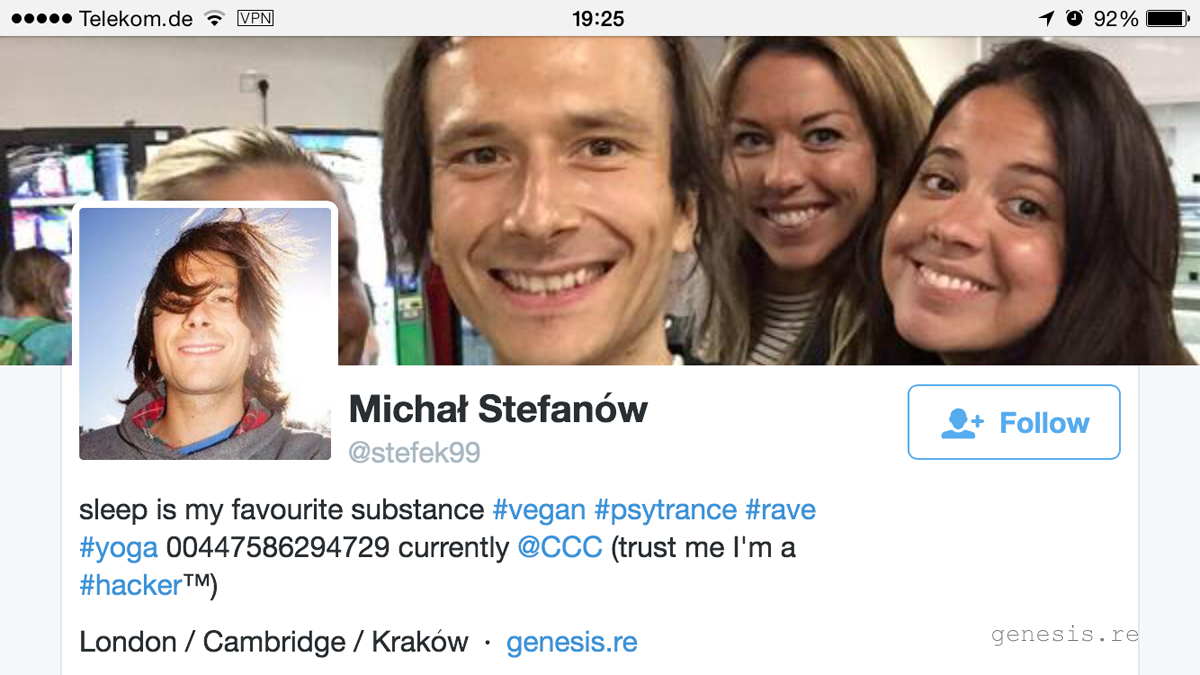 Telekom.de VPN 19:25 92%
Michał Stefanów
@stefek99
Follow
sleep is my favourite substance #vegan #psytrance #rave
#yoga 00447586294729 currently @CCC (trust me I'm a
#hacker™)
London / Cambridge / Kraków · genesis.re
genesis.re